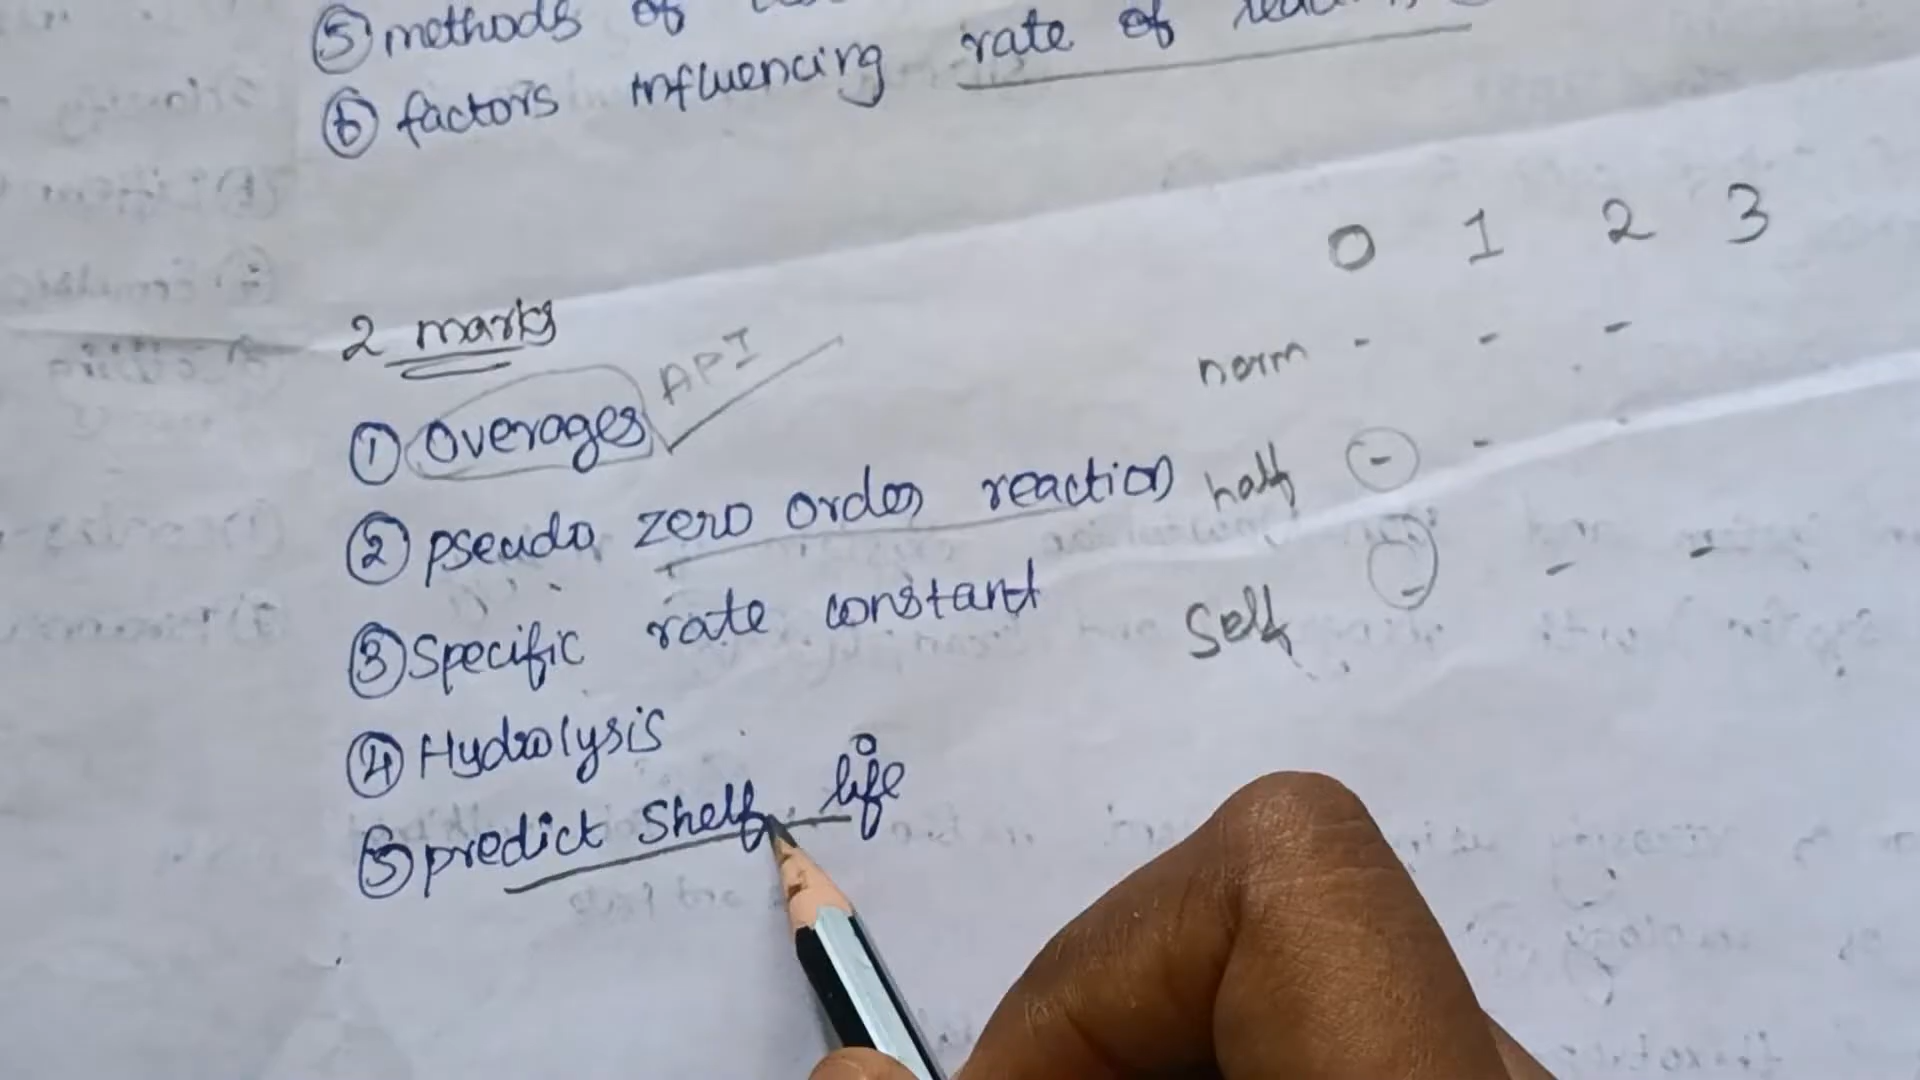 ⑤ methods of
⑥ factors influencing rate of
0 1 2 3
2 marks
API
norm - - -
① Overages
half - -
② pseudo zero order reaction
self - - -
③ Specific rate constant
④ Hydrolysis
⑤ predict Shelf life